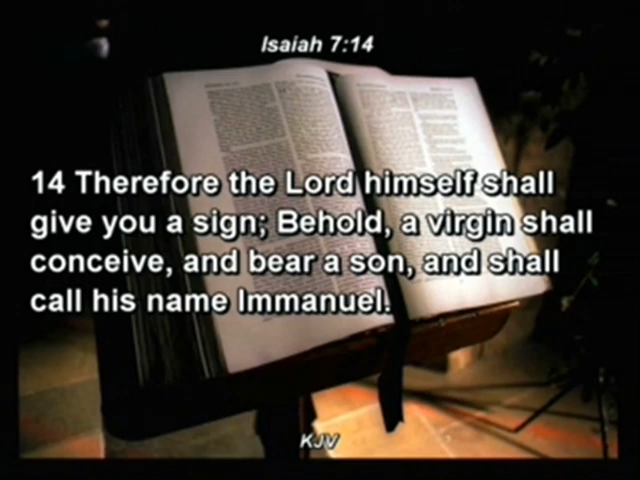 Isaiah 7:14
14 Therefore the Lord himself shall
give you a sign; Behold, a virgin shall
conceive, and bear a son, and shall
call his name Immanuel.
KJV